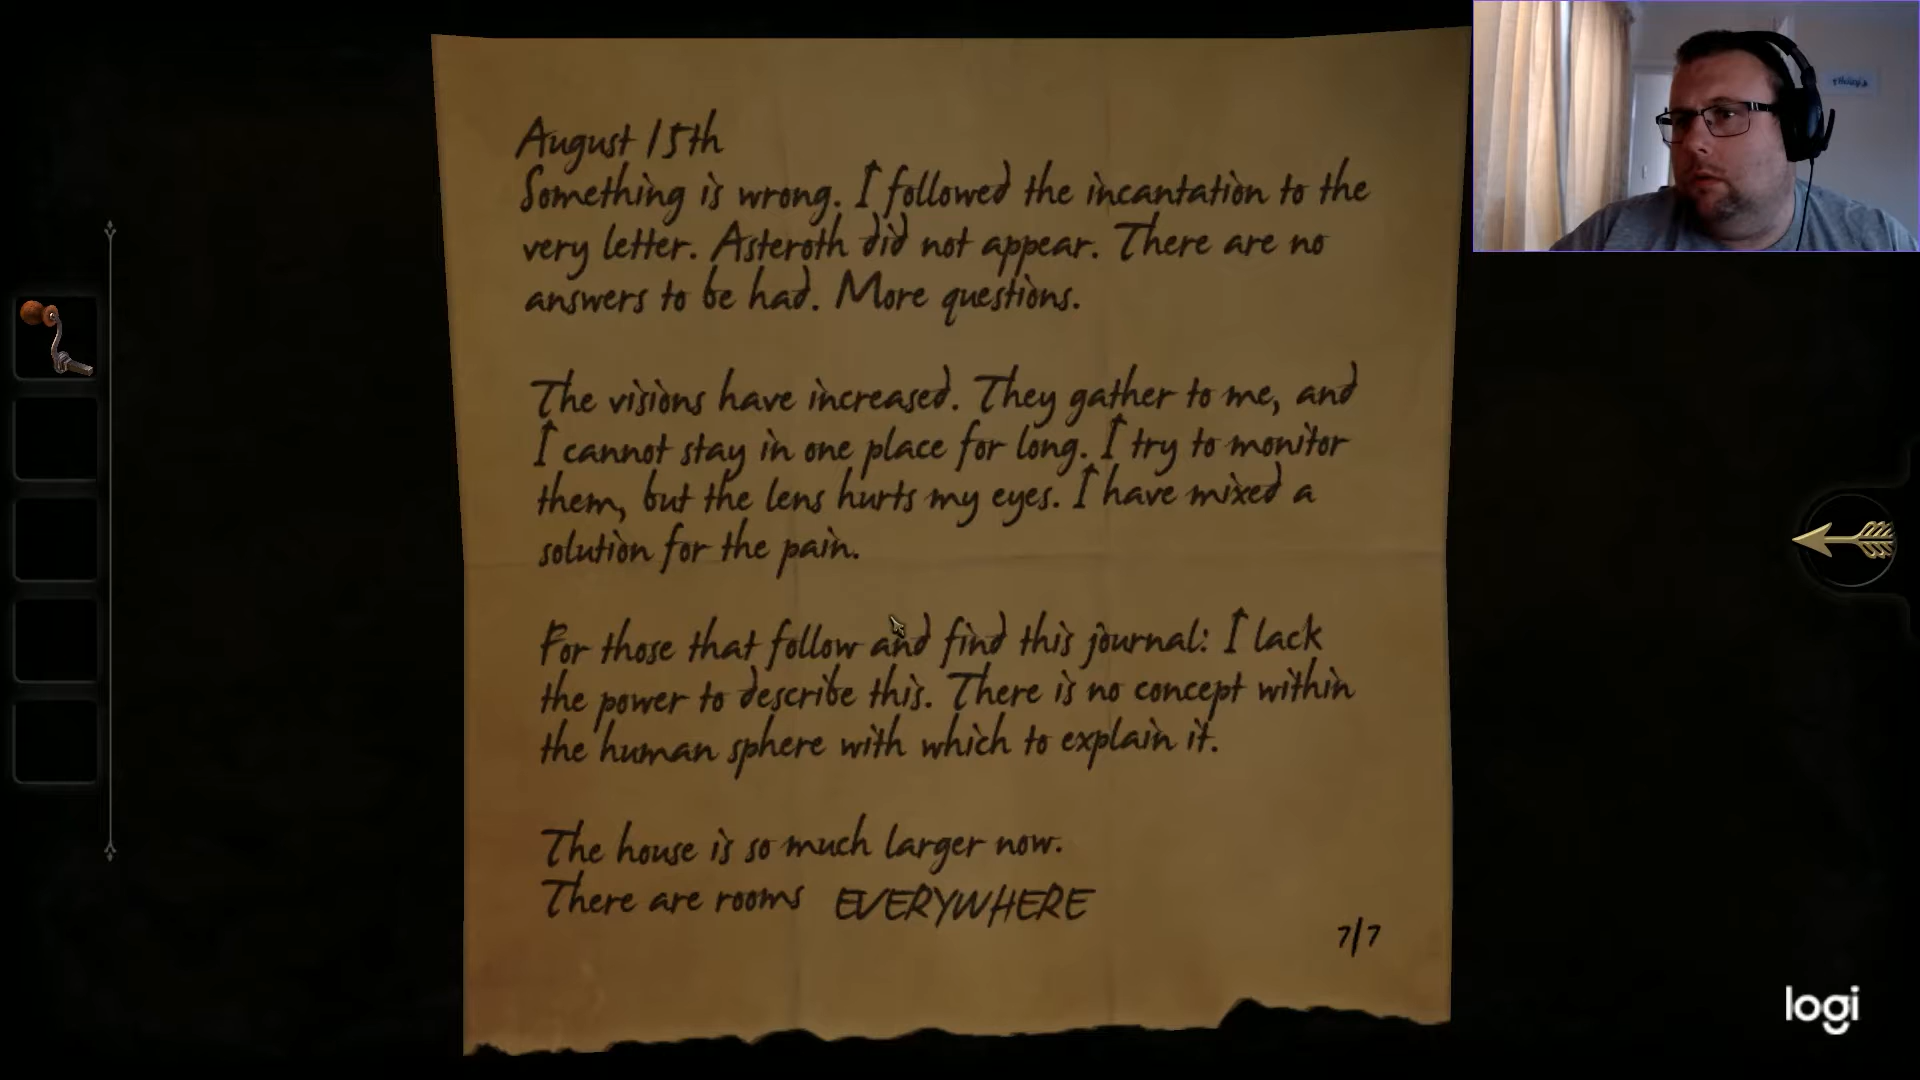 August 15th
Something is wrong. I followed the incantation to the
very letter. Asteroth did not appear. There are no
answers to be had. More questions.
The visions have increased. They gather to me, and
I cannot stay in one place for long. I try to monitor
them, but the lens hurts my eyes. I have mixed a
solution for the pain.
For those that follow and find this journal: I lack
the power to describe this. There is no concept within
the human sphere with which to explain it.
The house is so much larger now.
There are rooms EVERYWHERE
7/7
logi